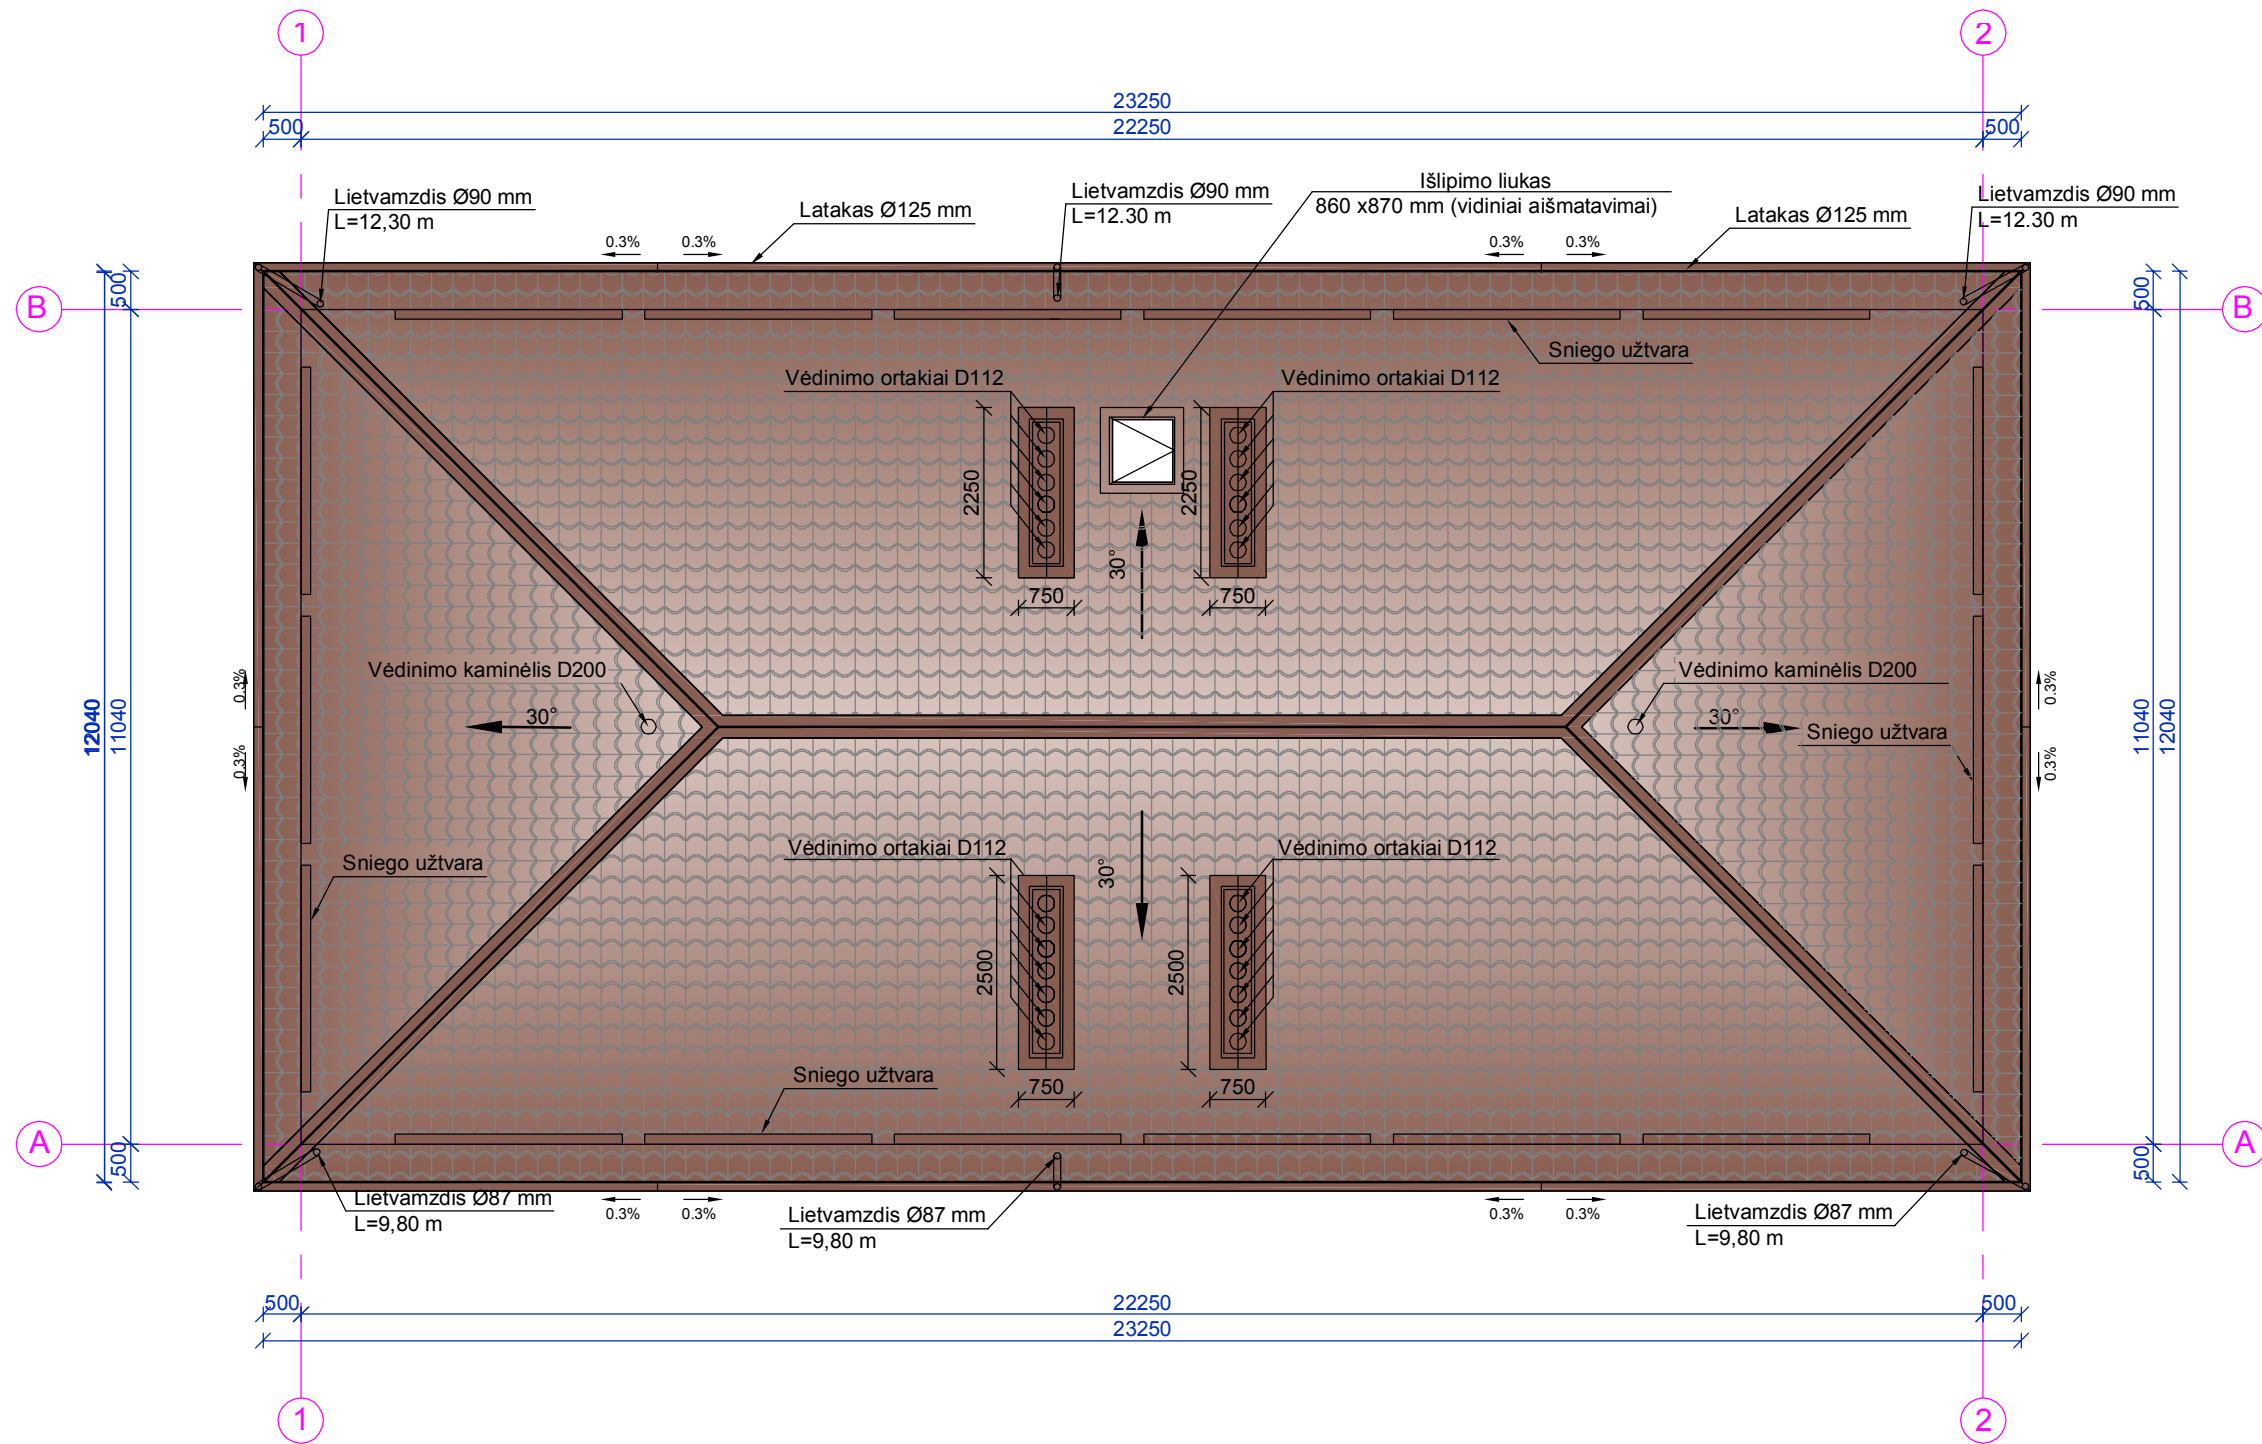 1
2
23250
500
22250
500
Lietvamzdis Ø90 mm
L=12,30 m
Latakas Ø125 mm
Lietvamzdis Ø90 mm
L=12.30 m
Išlipimo liukas
860 x870 mm (vidiniai aišmatavimai)
Latakas Ø125 mm
Lietvamzdis Ø90 mm
L=12.30 m
0.3%
0.3%
0.3%
0.3%
500
500
B
B
Sniego užtvara
Vėdinimo ortakiai D112
Vėdinimo ortakiai D112
2250
2250
30°
750
750
Vėdinimo kaminėlis D200
Vėdinimo kaminėlis D200
0.3%
0.3%
30°
30°
Sniego užtvara
12040
11040
11040
12040
0.3%
0.3%
Vėdinimo ortakiai D112
Vėdinimo ortakiai D112
30°
Sniego užtvara
2500
2500
Sniego užtvara
750
750
A
A
500
500
Lietvamzdis Ø87 mm
L=9,80 m
0.3%
0.3%
Lietvamzdis Ø87 mm
L=9,80 m
0.3%
0.3%
Lietvamzdis Ø87 mm
L=9,80 m
500
22250
500
23250
1
2